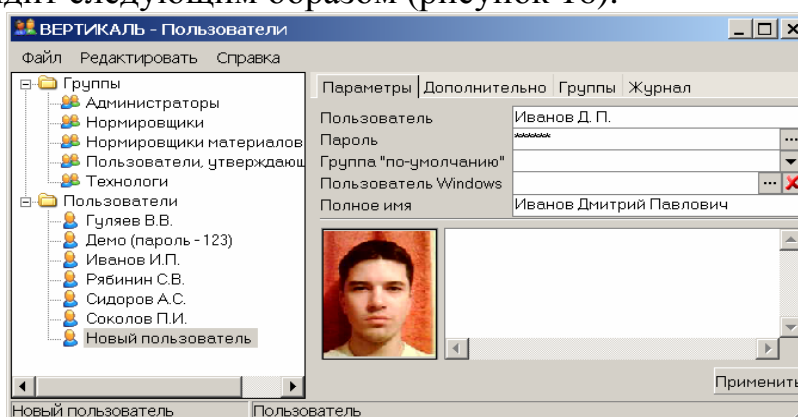 дит следующим образом (рисунок 16).
ВЕРТИКАЛЬ - Пользователи
Файл Редактировать Справка
Группы
Администраторы
Нормировщики
Нормировщики материалов
Пользователи, утверждающ
Технологи
Пользователи
Гуляев В.В.
Демо (пароль - 123)
Иванов И.П.
Рябинин С.В.
Сидоров А.С.
Соколов П.И.
Новый пользователь
Параметры Дополнительно Группы Журнал
Пользователь Иванов Д. П.
Пароль *******
Группа "по-умолчанию"
Пользователь Windows
Полное имя Иванов Дмитрий Павлович
Применить
Новый пользователь Пользователь